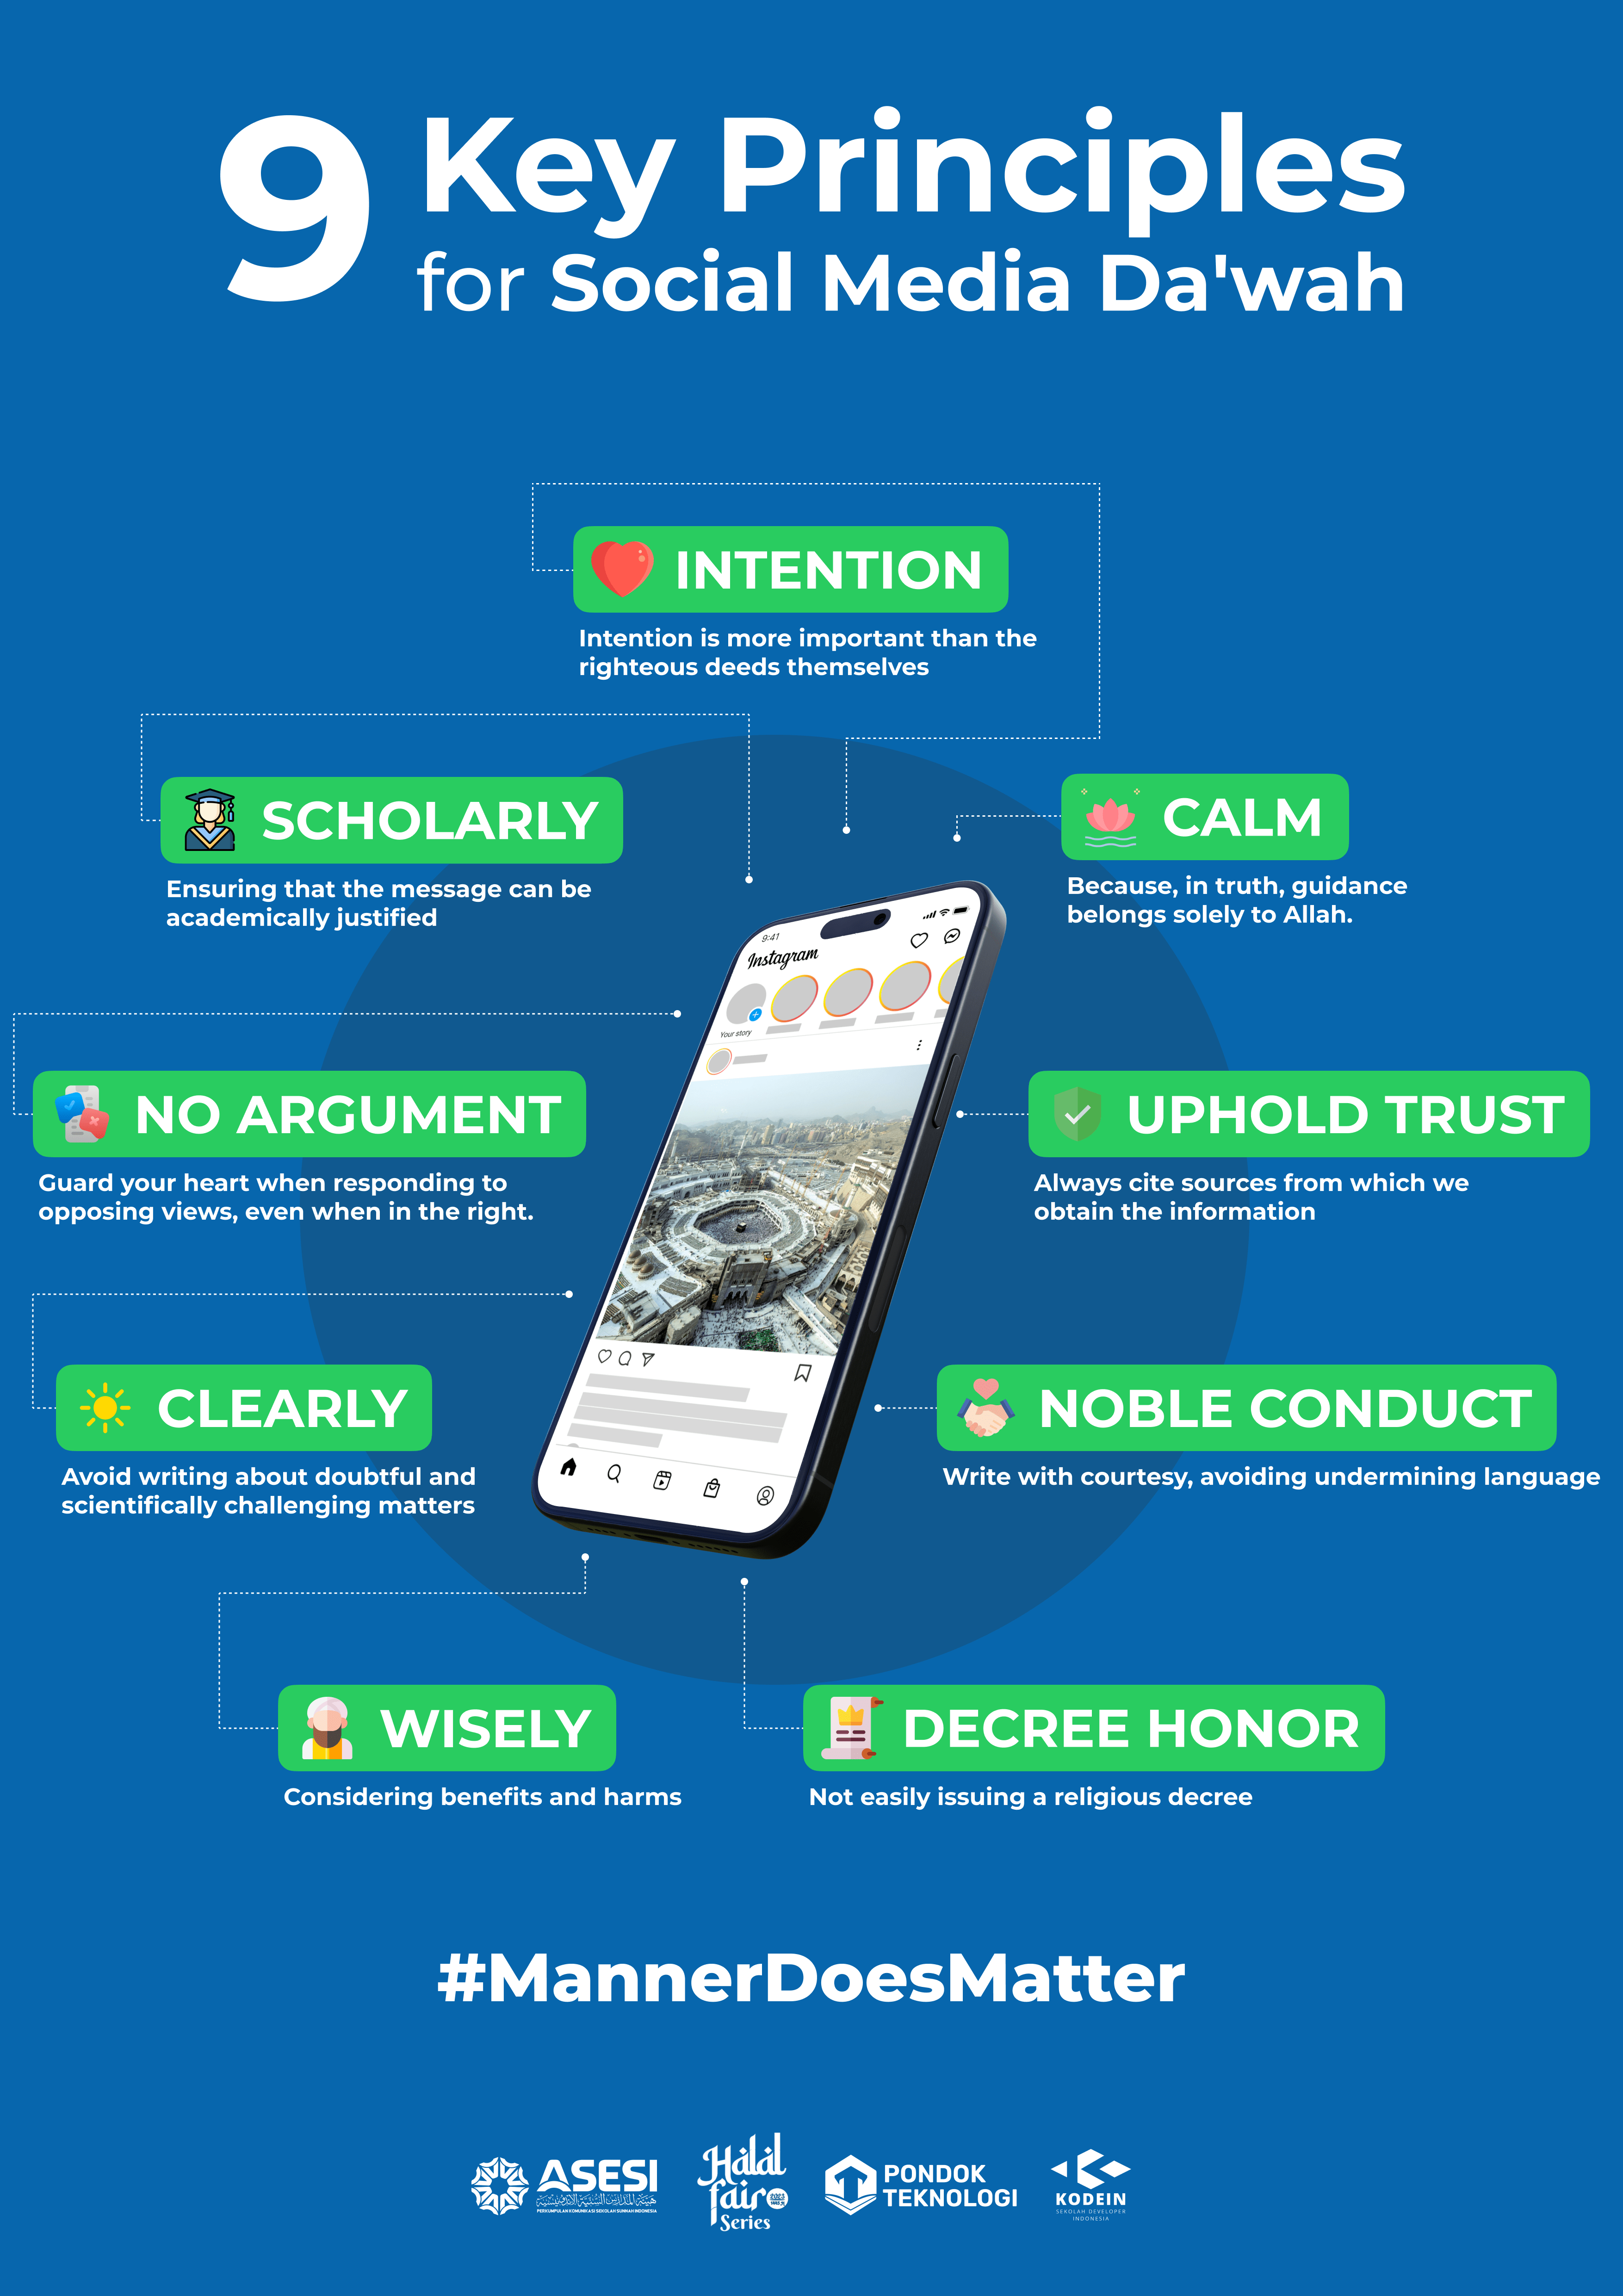 9 Key Principles
for Social Media Da'wah
INTENTION
Intention is more important than the
righteous deeds themselves
SCHOLARLY
Ensuring that the message can be
academically justified
CALM
Because, in truth, guidance
belongs solely to Allah.
9:41
Instagram
Your story
NO ARGUMENT
Guard your heart when responding to
opposing views, even when in the right.
UPHOLD TRUST
Always cite sources from which we
obtain the information
CLEARLY
Avoid writing about doubtful and
scientifically challenging matters
NOBLE CONDUCT
Write with courtesy, avoiding undermining language
WISELY
Considering benefits and harms
DECREE HONOR
Not easily issuing a religious decree
#MannerDoesMatter
ASESI
هيئة المدارس السنية الإندونيسية
PERKUMPULAN KOMUNIKASI SEKOLAH SUNNAH INDONESIA
Halal
fair
Series
PONDOK
TEKNOLOGI
KODEIN
SEKOLAH DEVELOPER
INDONESIA